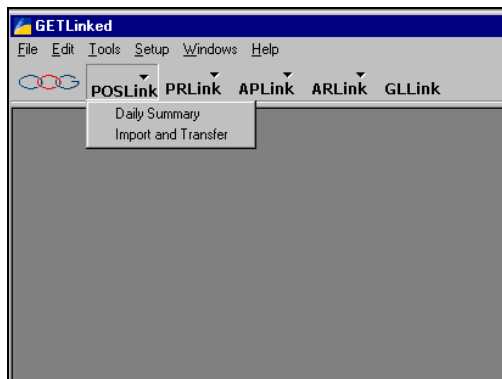 GETLinked
File Edit Tools Setup Windows Help
POSLink PRLink APLink ARLink GLLink
Daily Summary
Import and Transfer